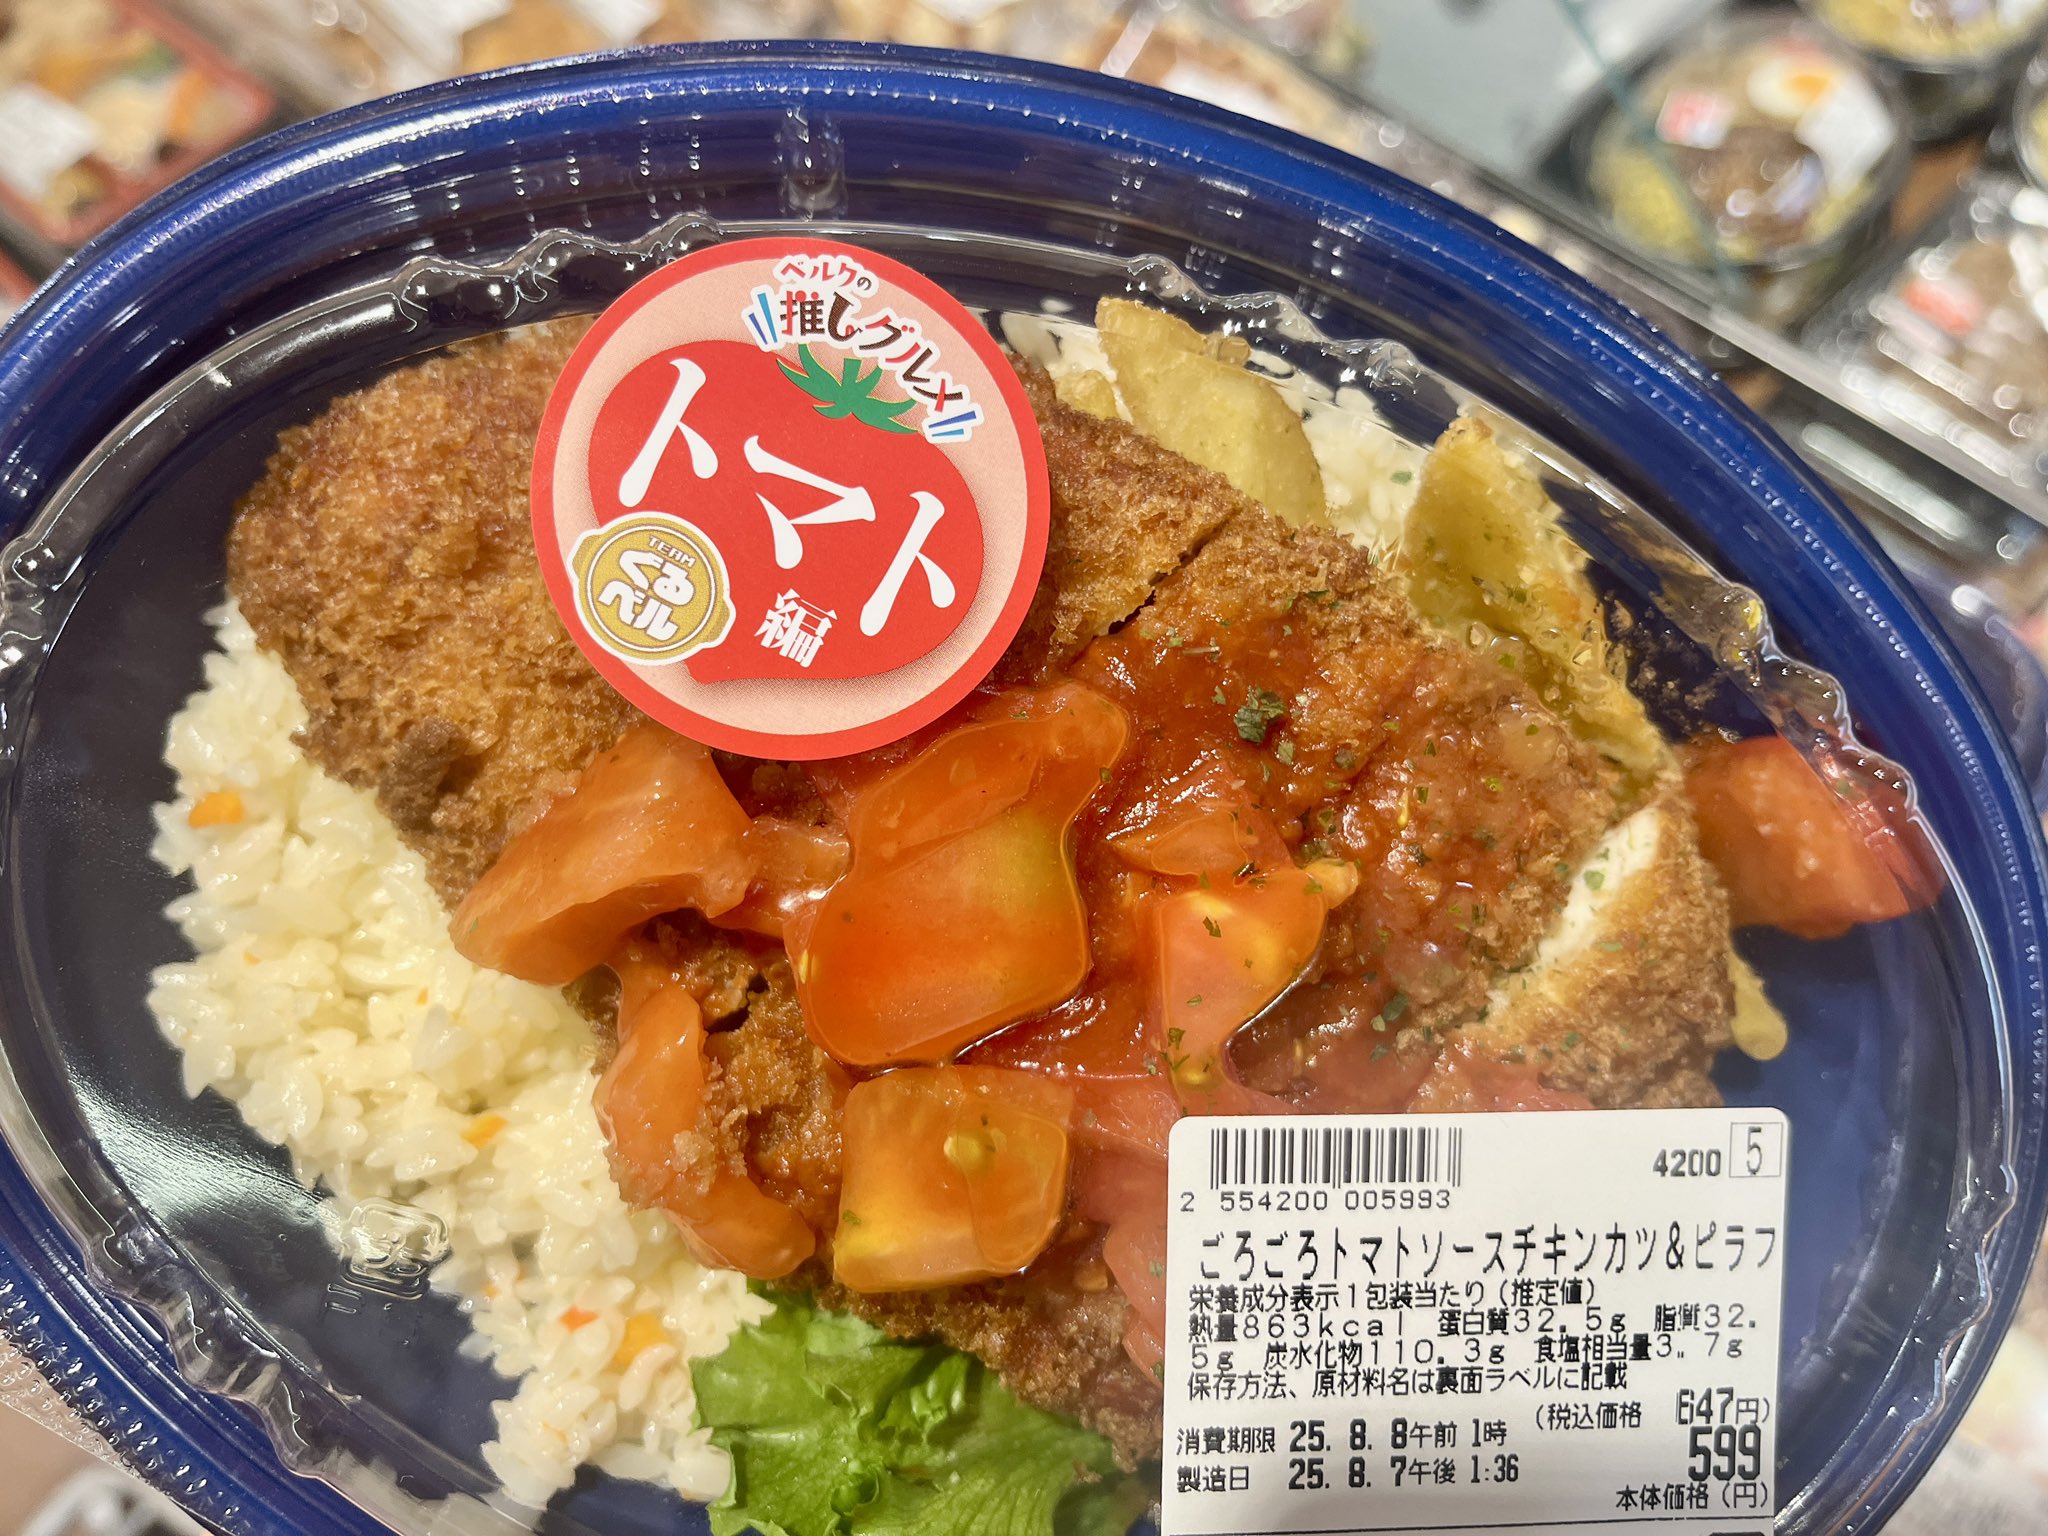 ベルクの
推しグルメ
トマト
編
TEAM
ぐる
ベル
4200 5
2 554200 005993
ごろごろトマトソースチキンカツ&ピラフ
栄養成分表示1包装当たり(推定値)
熱量863kcal 蛋白質32.5g 脂質32.
5g 炭水化物110.3g 食塩相当量3.7g
保存方法、原材料名は裏面ラベルに記載
(税込価格 647円)
消費期限 25. 8. 8午前 1時
599
製造日 25. 8. 7午後 1:36
本体価格(円)